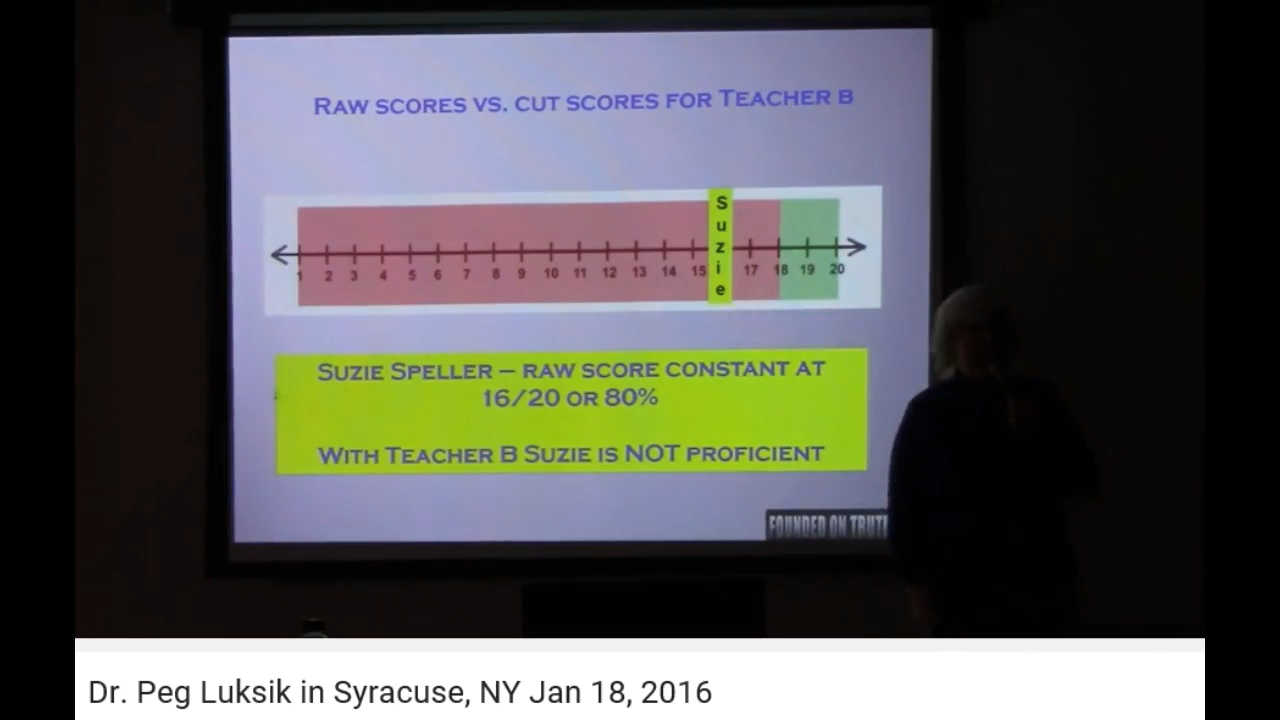 RAW SCORES VS. CUT SCORES FOR TEACHER B
S
u
z
i
e
1 2 3 4 5 6 7 8 9 10 11 12 13 14 15 17 18 19 20
SUZIE SPELLER – RAW SCORE CONSTANT AT
16/20 OR 80%
WITH TEACHER B SUZIE IS NOT PROFICIENT
FOUNDED ON
Dr. Peg Luksik in Syracuse, NY Jan 18, 2016